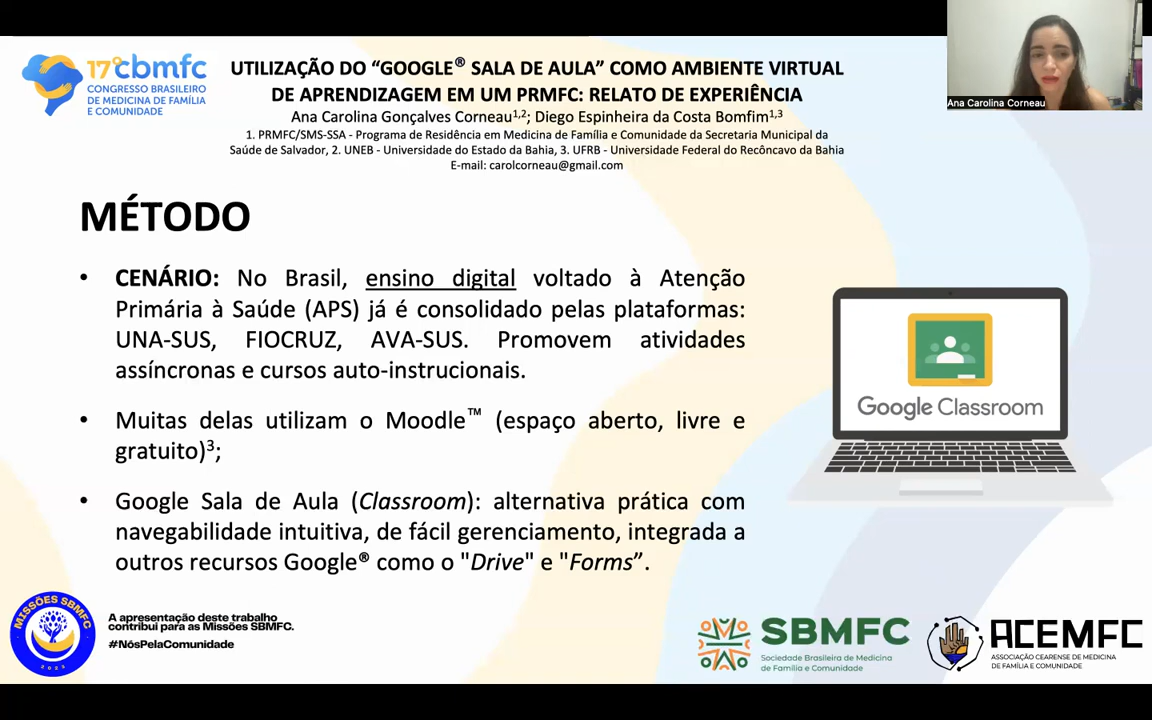 17º cbmfc
CONGRESSO BRASILEIRO
DE MEDICINA DE FAMÍLIA
E COMUNIDADE
UTILIZAÇÃO DO “GOOGLE® SALA DE AULA” COMO AMBIENTE VIRTUAL
DE APRENDIZAGEM EM UM PRMFC: RELATO DE EXPERIÊNCIA
Ana Carolina Gonçalves Corneau1,2; Diego Espinheira da Costa Bomfim1,3
1. PRMFC/SMS-SSA - Programa de Residência em Medicina de Família e Comunidade da Secretaria Municipal da
Saúde de Salvador, 2. UNEB - Universidade do Estado da Bahia, 3. UFRB - Universidade Federal do Recôncavo da Bahia
E-mail: carolcorneau@gmail.com
Ana Carolina Corneau
MÉTODO
• CENÁRIO: No Brasil, ensino digital voltado à Atenção
Primária à Saúde (APS) já é consolidado pelas plataformas:
UNA-SUS, FIOCRUZ, AVA-SUS. Promovem atividades
assíncronas e cursos auto-instrucionais.
• Muitas delas utilizam o Moodle™ (espaço aberto, livre e
gratuito)³;
• Google Sala de Aula (Classroom): alternativa prática com
navegabilidade intuitiva, de fácil gerenciamento, integrada a
outros recursos Google® como o "Drive" e "Forms”.
Google Classroom
MISSÕES SBMFC
2023
A apresentação deste trabalho
contribui para as Missões SBMFC.
#NósPelaComunidade
SBMFC
Sociedade Brasileira de Medicina
de Família e Comunidade
ACEMFC
ASSOCIAÇÃO CEARENSE DE MEDICINA
DE FAMÍLIA E COMUNIDADE